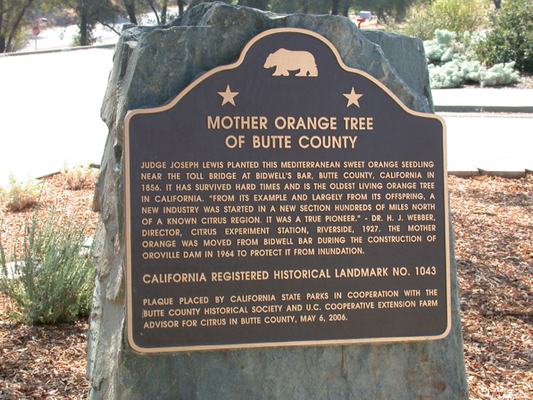 MOTHER ORANGE TREE
OF BUTTE COUNTY
JUDGE JOSEPH LEWIS PLANTED THIS MEDITERRANEAN SWEET ORANGE SEEDLING
NEAR THE TOLL BRIDGE AT BIDWELL'S BAR, BUTTE COUNTY, CALIFORNIA IN
1856. IT HAS SURVIVED HARD TIMES AND IS THE OLDEST LIVING ORANGE TREE
IN CALIFORNIA. "FROM ITS EXAMPLE AND LARGELY FROM ITS OFFSPRING, A
NEW INDUSTRY WAS STARTED IN A NEW SECTION HUNDREDS OF MILES NORTH
OF A KNOWN CITRUS REGION. IT WAS A TRUE PIONEER." - DR. H. J. WEBBER,
DIRECTOR, CITRUS EXPERIMENT STATION, RIVERSIDE, 1927. THE MOTHER
ORANGE WAS MOVED FROM BIDWELL BAR DURING THE CONSTRUCTION OF
OROVILLE DAM IN 1964 TO PROTECT IT FROM INUNDATION.
CALIFORNIA REGISTERED HISTORICAL LANDMARK NO. 1043
PLAQUE PLACED BY CALIFORNIA STATE PARKS IN COOPERATION WITH THE
BUTTE COUNTY HISTORICAL SOCIETY AND U.C. COOPERATIVE EXTENSION FARM
ADVISOR FOR CITRUS IN BUTTE COUNTY, MAY 6, 2006.